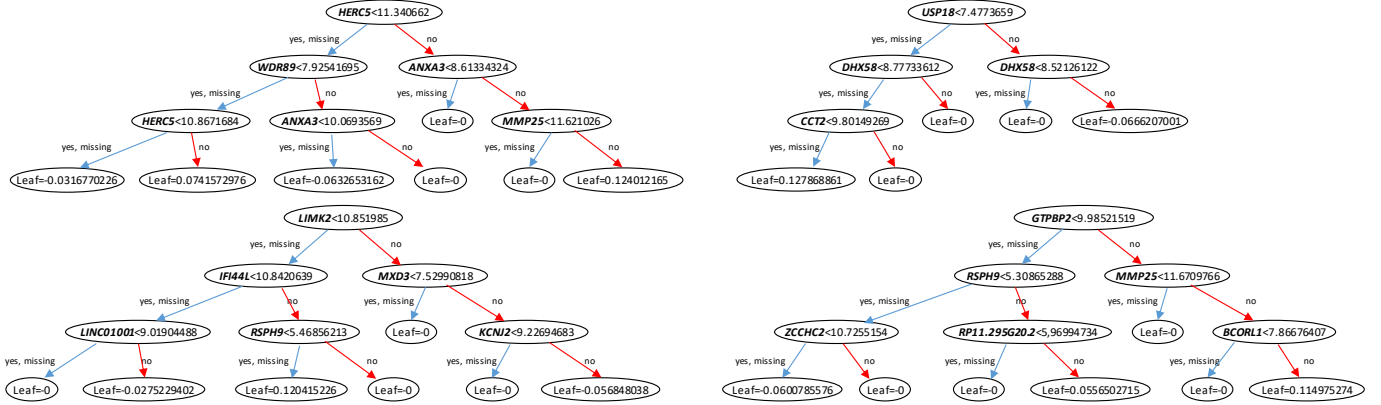 HERC5<11.340662
yes, missing
no
WDR89<7.92541695
ANXA3<8.61334324
yes, missing
no
yes, missing
no
HERC5<10.8671684
ANXA3<10.0693569
Leaf=-0
MMP25<11.621026
yes, missing
no
yes, missing
no
yes, missing
no
Leaf=-0.0316770226
Leaf=0.0741572976
Leaf=-0.0632653162
Leaf=-0
Leaf=-0
Leaf=0.124012165
USP18<7.4773659
yes, missing
no
DHX58<8.77733612
DHX58<8.52126122
yes, missing
no
yes, missing
no
CCT2<9.80149269
Leaf=-0
Leaf=-0
Leaf=-0.0666207001
yes, missing
no
Leaf=0.127868861
Leaf=-0
LIMK2<10.851985
yes, missing
no
IFI44L<10.8420639
MXD3<7.52990818
yes, missing
no
yes, missing
no
LINC01001<9.01904488
RSPH9<5.46856213
Leaf=-0
KCNJ2<9.22694683
yes, missing
no
yes, missing
no
yes, missing
no
Leaf=-0
Leaf=-0.0275229402
Leaf=0.120415226
Leaf=-0
Leaf=-0
Leaf=-0.056848038
GTPBP2<9.98521519
yes, missing
no
RSPH9<5.30865288
MMP25<11.6709766
yes, missing
no
yes, missing
no
ZCCHC2<10.7255154
RP11.295G20.2<5,96994734
Leaf=-0
BCORL1<7.86676407
yes, missing
no
yes, missing
no
yes, missing
no
Leaf=-0.0600785576
Leaf=-0
Leaf=-0
Leaf=0.0556502715
Leaf=-0
Leaf=0.114975274